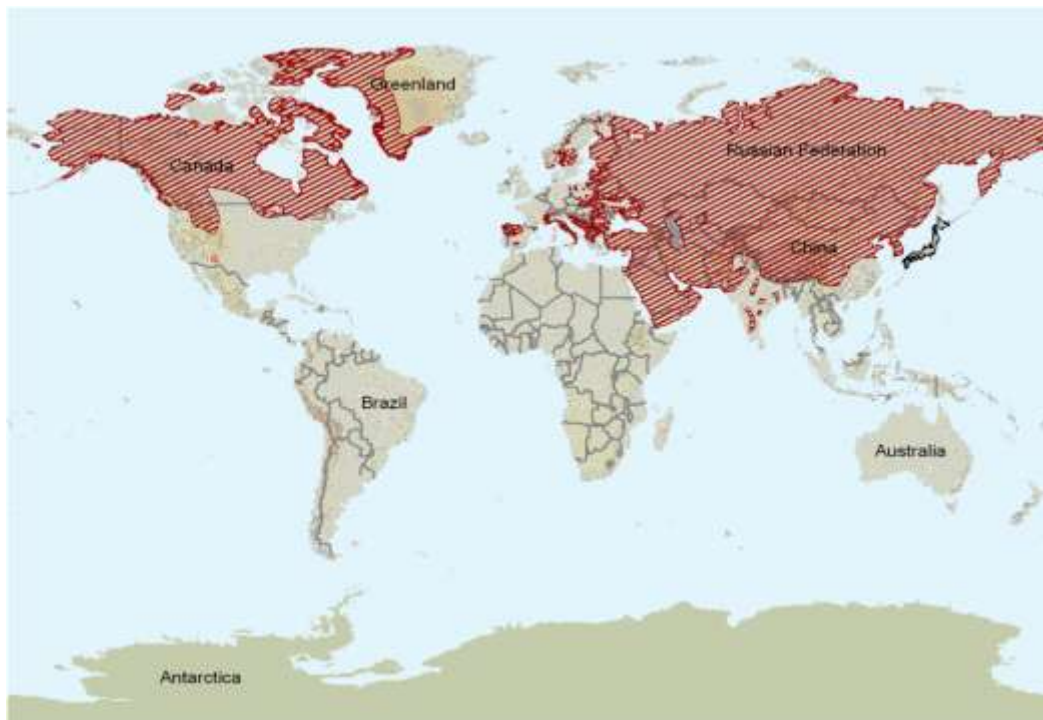 Greenland
Canada
Russian Federation
China
Brazil
Australia
Antarctica